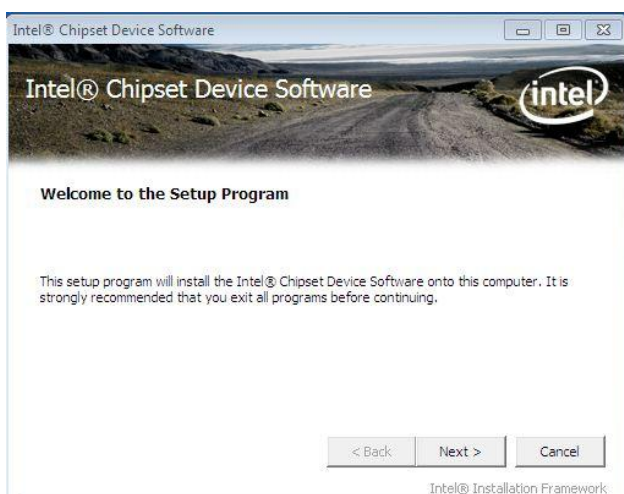 Intel® Chipset Device Software
Intel® Chipset Device Software
intel
Welcome to the Setup Program
This setup program will install the Intel® Chipset Device Software onto this computer. It is
strongly recommended that you exit all programs before continuing.
< Back Next > Cancel
Intel® Installation Framework